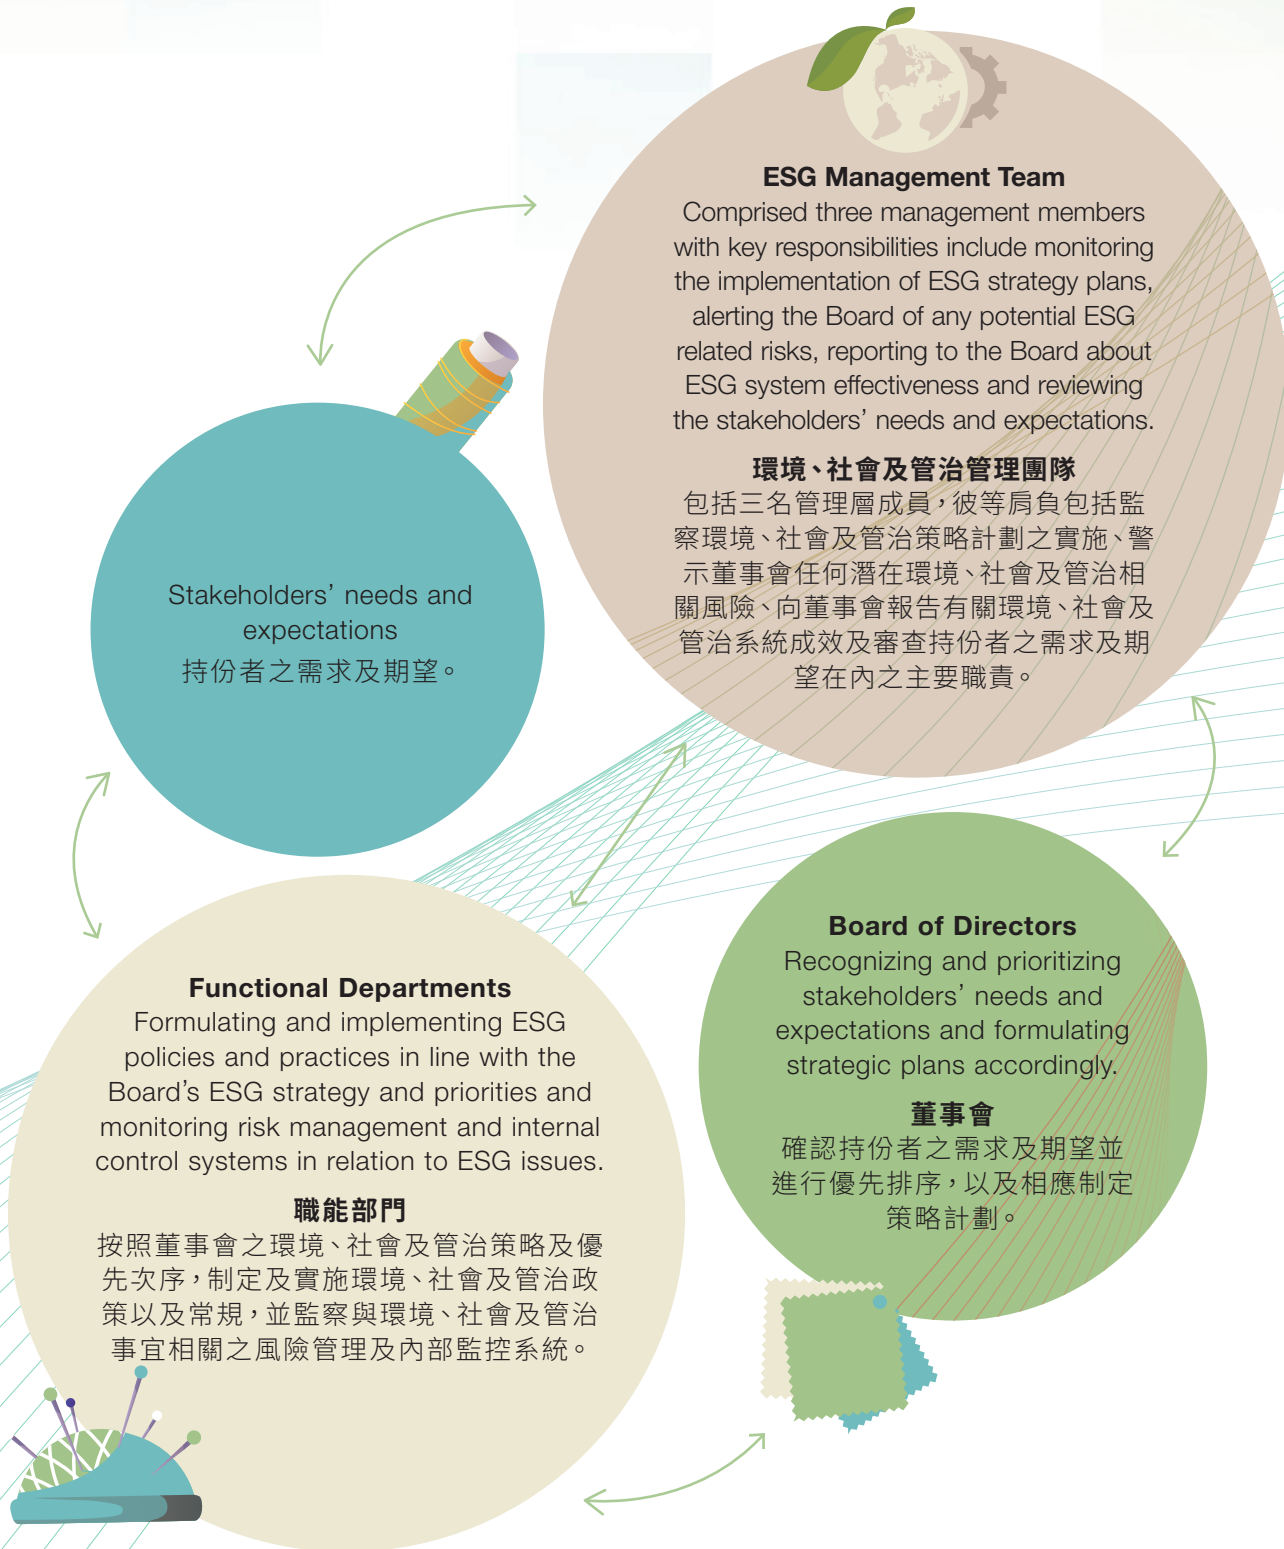 ESG Management Team
Comprised three management members
with key responsibilities include monitoring
the implementation of ESG strategy plans,
alerting the Board of any potential ESG
related risks, reporting to the Board about
ESG system effectiveness and reviewing
the stakeholders’ needs and expectations.
環境、社會及管治管理團隊
包括三名管理層成員，彼等肩負包括監
察環境、社會及管治策略計劃之實施、警
示董事會任何潛在環境、社會及管治相
關風險、向董事會報告有關環境、社會及
管治系統成效及審查持份者之需求及期
望在內之主要職責。
Stakeholders’ needs and
expectations
持份者之需求及期望。
Board of Directors
Recognizing and prioritizing
stakeholders’ needs and
expectations and formulating
strategic plans accordingly.
董事會
確認持份者之需求及期望並
進行優先排序，以及相應制定
策略計劃。
Functional Departments
Formulating and implementing ESG
policies and practices in line with the
Board’s ESG strategy and priorities and
monitoring risk management and internal
control systems in relation to ESG issues.
職能部門
按照董事會之環境、社會及管治策略及優
先次序，制定及實施環境、社會及管治政
策以及常規，並監察與環境、社會及管治
事宜相關之風險管理及內部監控系統。